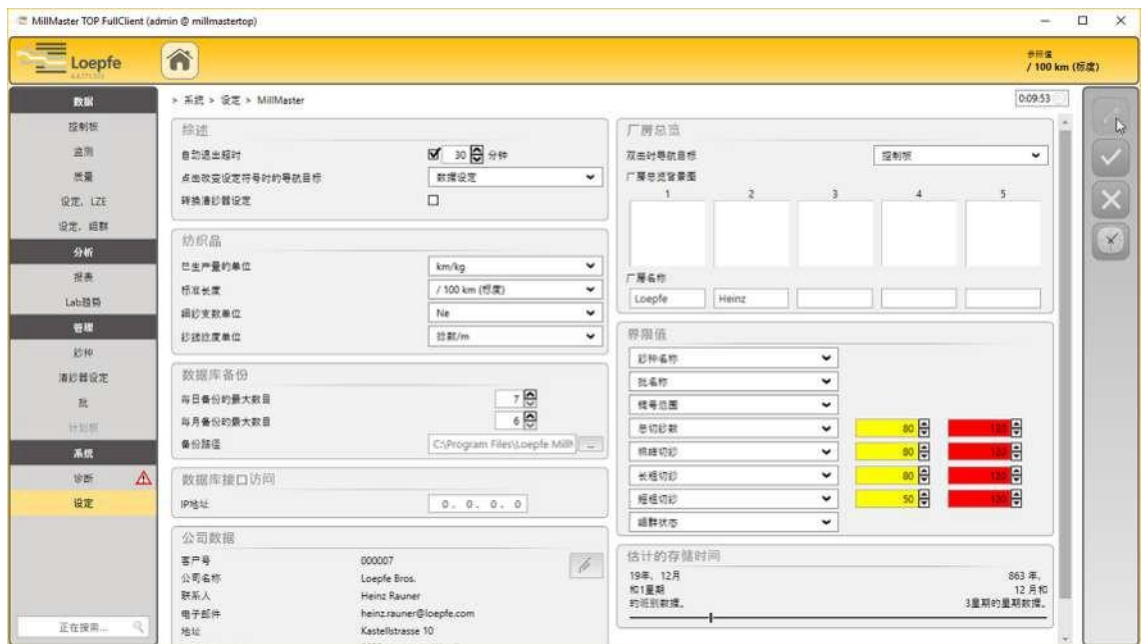 MillMaster TOP FullClient (admin @ millmastertop)
Loepfe
参照值
/ 100 km (标度)
数据
控制板
监测
质量
设定, LZE
设定, 组群
分析
报表
Lab趋势
管理
纱种
清纱器设定
批
计划板
系统
诊断
设定
正在搜索...
> 系统 > 设定 > MillMaster
0:09:53
综述
自动退出超时
30 分钟
点击改变设定符号时的导航目标
数据设定
转换清纱器设定
纺织品
总生产量的单位
km/kg
标准长度
/ 100 km (标度)
细纱支数单位
Ne
纱线捻度单位
捻数/m
数据库备份
每日备份的最大数目
7
每月备份的最大数目
6
备份路径
C:\Program Files\Loepfe Mill
数据库接口访问
IP地址
0. 0. 0. 0
公司数据
客户号
000007
公司名称
Loepfe Bros.
联系人
Heinz Rauner
电子邮件
heinz.rauner@loepfe.com
地址
Kastellstrasse 10
厂房总览
双击时导航目标
控制板
厂房总览背景图
1 2 3 4 5
厂房名称
Loepfe Heinz
界限值
纱种名称
批名称
锭号范围
总切纱数
80 120
棉结切纱
80 120
长粗切纱
80 120
短粗切纱
50 120
组群状态
估计的存储时间
19年, 12月
和1星期
的班别数据。
863 年,
12 月和
3星期的星期数据。